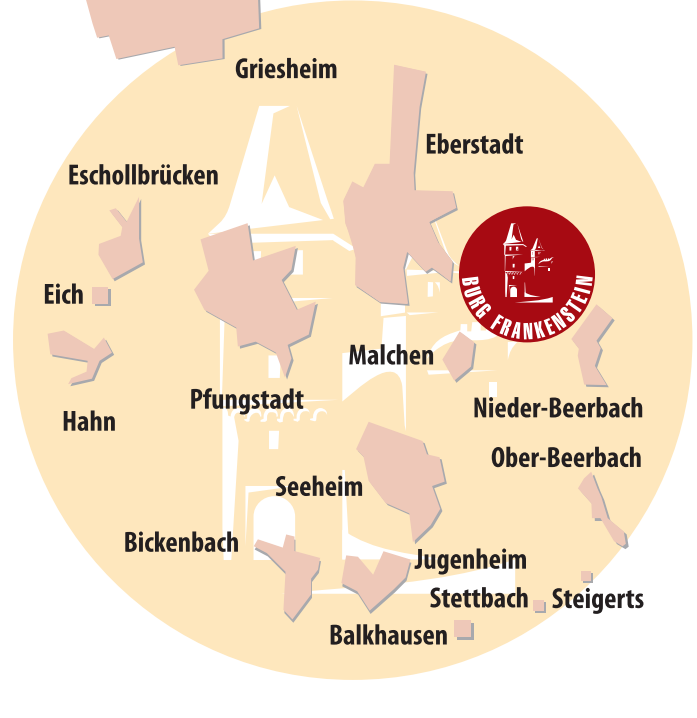 Griesheim
Eberstadt
Eschollbrücken
BURG FRANKENSTEIN
Eich
Malchen
Pfungstadt
Nieder-Beerbach
Hahn
Ober-Beerbach
Seeheim
Bickenbach
Jugenheim
Stettbach
Steigerts
Balkhausen